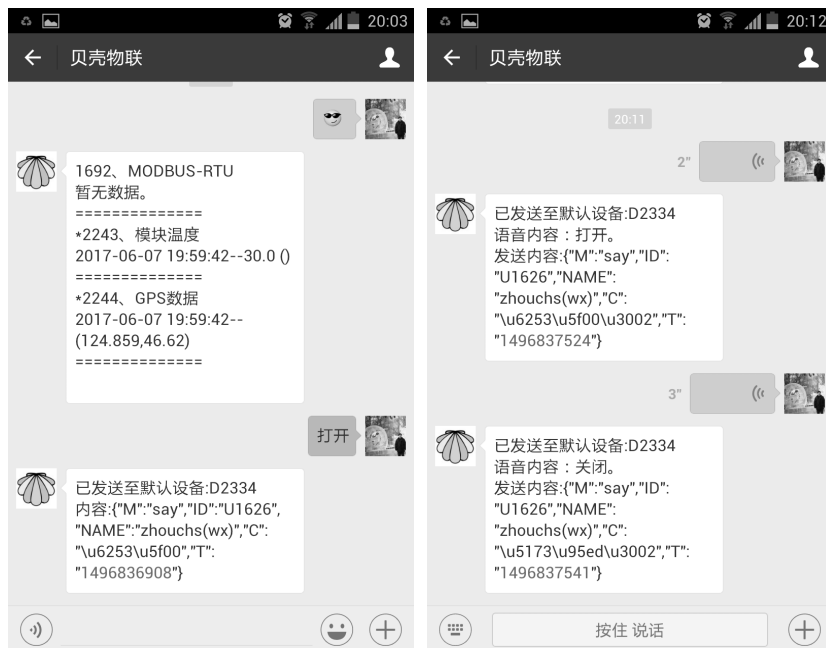 20:03
贝壳物联
1692、MODBUS-RTU
暂无数据。
==============
*2243、模块温度
2017-06-07 19:59:42--30.0 ()
==============
*2244、GPS数据
2017-06-07 19:59:42--
(124.859,46.62)
==============
打开
已发送至默认设备:D2334
内容:{"M":"say","ID":"U1626",
"NAME":"zhouchs(wx)","C":
"\u6253\u5f00","T":
"1496836908"}
20:12
贝壳物联
20:11
2"
已发送至默认设备:D2334
语音内容：打开。
发送内容:{"M":"say","ID":
"U1626","NAME":
"zhouchs(wx)","C":
"\u6253\u5f00\u3002","T":
"1496837524"}
3"
已发送至默认设备:D2334
语音内容：关闭。
发送内容:{"M":"say","ID":
"U1626","NAME":
"zhouchs(wx)","C":
"\u5173\u95ed\u3002","T":
"1496837541"}
按住 说话